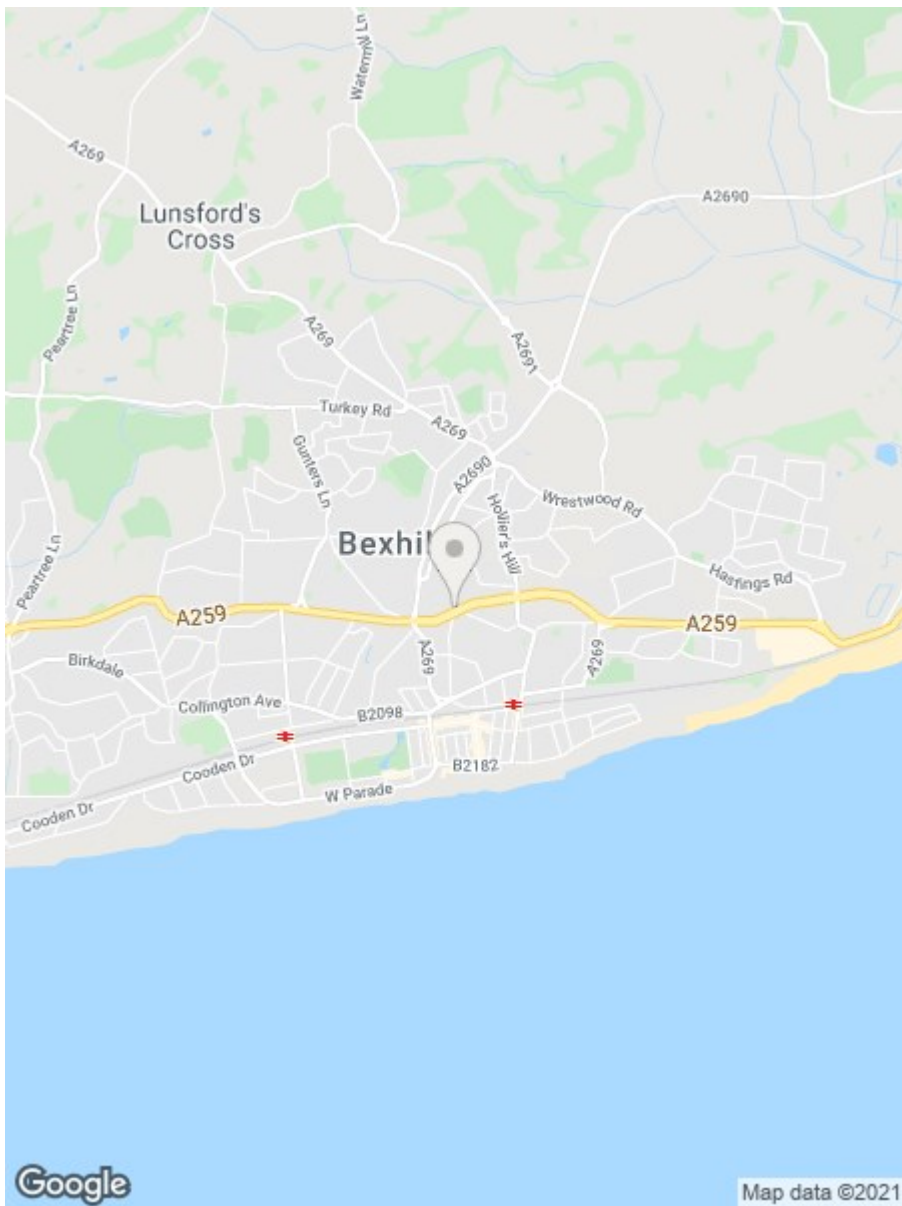 Watermill Ln
A269
A2690
Lunsford's
Cross
Peartree Ln
A269
A2691
Turkey Rd
A269
Gunters Ln
A2690
Wrestwood Rd
Hollier's Hill
Bexhil
Peartree Ln
Hastings Rd
A259
A259
Birkdale
A269
A269
Collington Ave
B2098
Cooden Dr
B2182
W Parade
Cooden Dr
Google
Map data ©2021